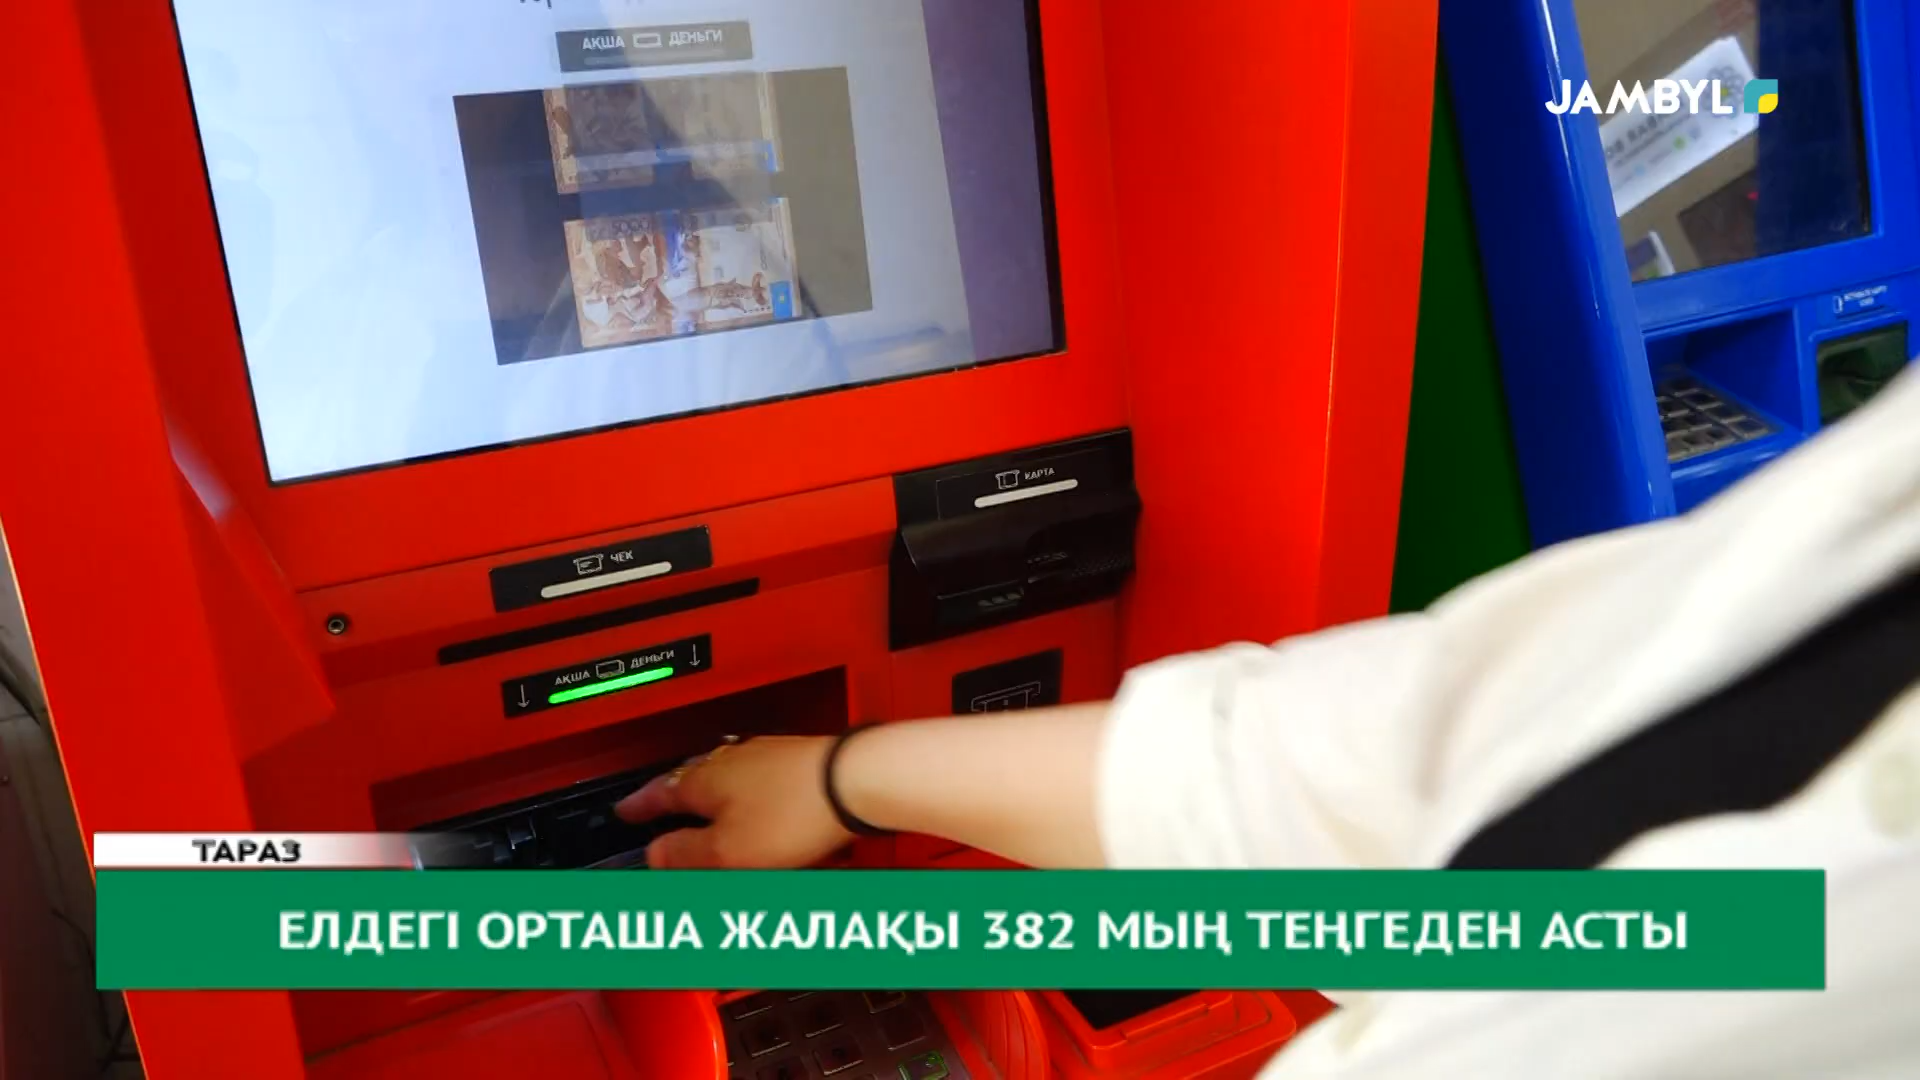 АҚША ДЕНЬГИ
JAMBYL
КАРТА
ЧЕК
АҚША ДЕНЬГИ
ТАРАЗ
ЕЛДЕГІ ОРТАША ЖАЛАҚЫ 382 МЫҢ ТЕҢГЕДЕН АСТЫ